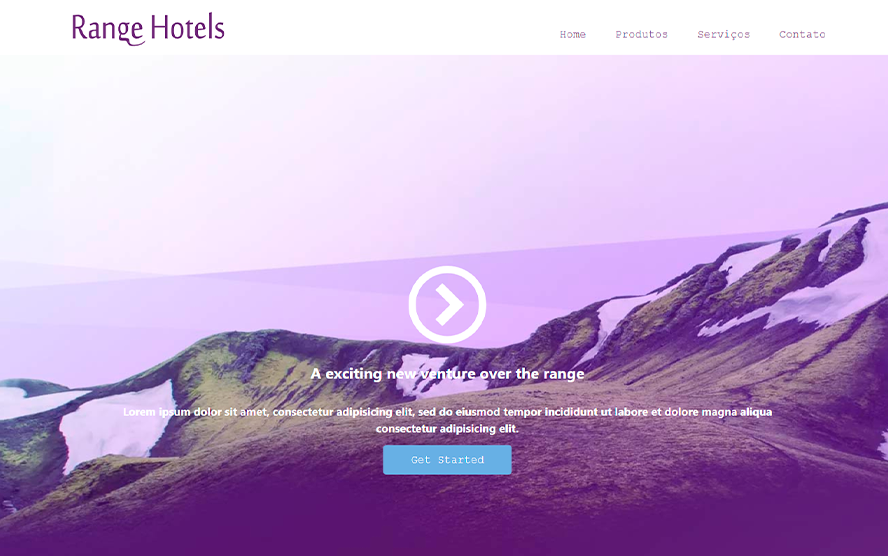 Range Hotels
Home Produtos Serviços Contato
A exciting new venture over the range
Lorem ipsum dolor sit amet, consectetur adipisicing elit, sed do eiusmod tempor incididunt ut labore et dolore magna aliqua
consectetur adipisicing elit.
Get Started